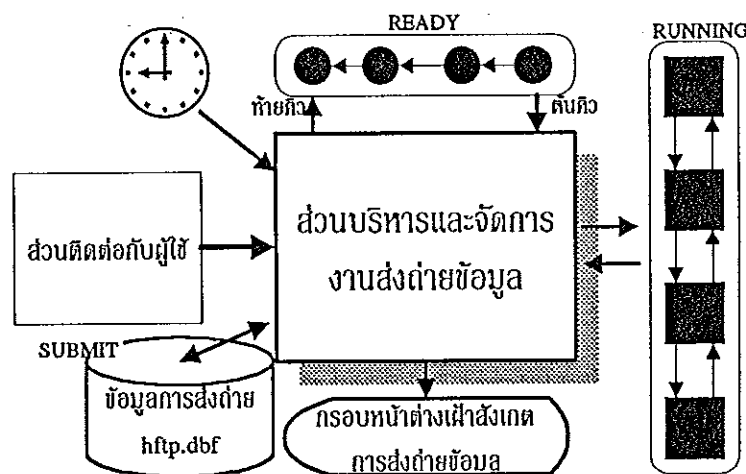 READY
RUNNING
ท้ายคิว
ต้นคิว
ส่วนติดต่อกับผู้ใช้
ส่วนบริหารและจัดการ
งานส่งถ่ายข้อมูล
SUBMIT
ข้อมูลการส่งถ่าย
hftp.dbf
กรอบหน้าต่างเฝ้าสังเกต
การส่งถ่ายข้อมูล